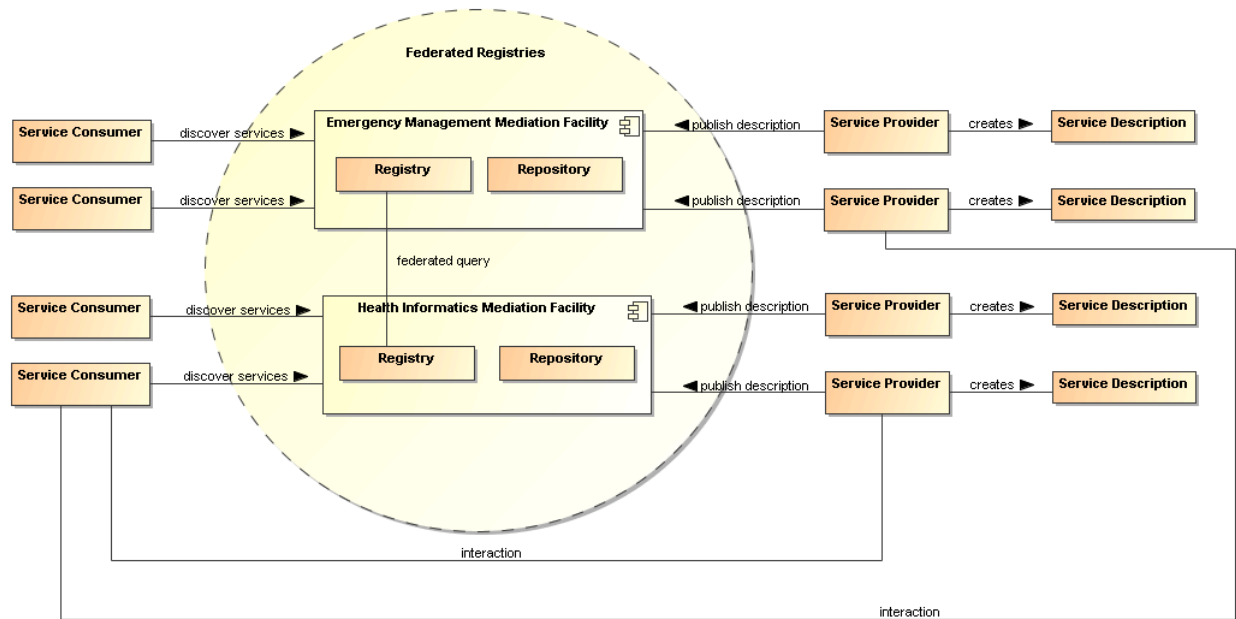 Federated Registries
Service Consumer
discover services
Emergency Management Mediation Facility
publish description
Service Provider
creates
Service Description
Registry
Repository
Service Consumer
discover services
publish description
Service Provider
creates
Service Description
federated query
Service Consumer
discover services
Health Informatics Mediation Facility
publish description
Service Provider
creates
Service Description
Registry
Repository
Service Consumer
discover services
publish description
Service Provider
creates
Service Description
interaction
interaction